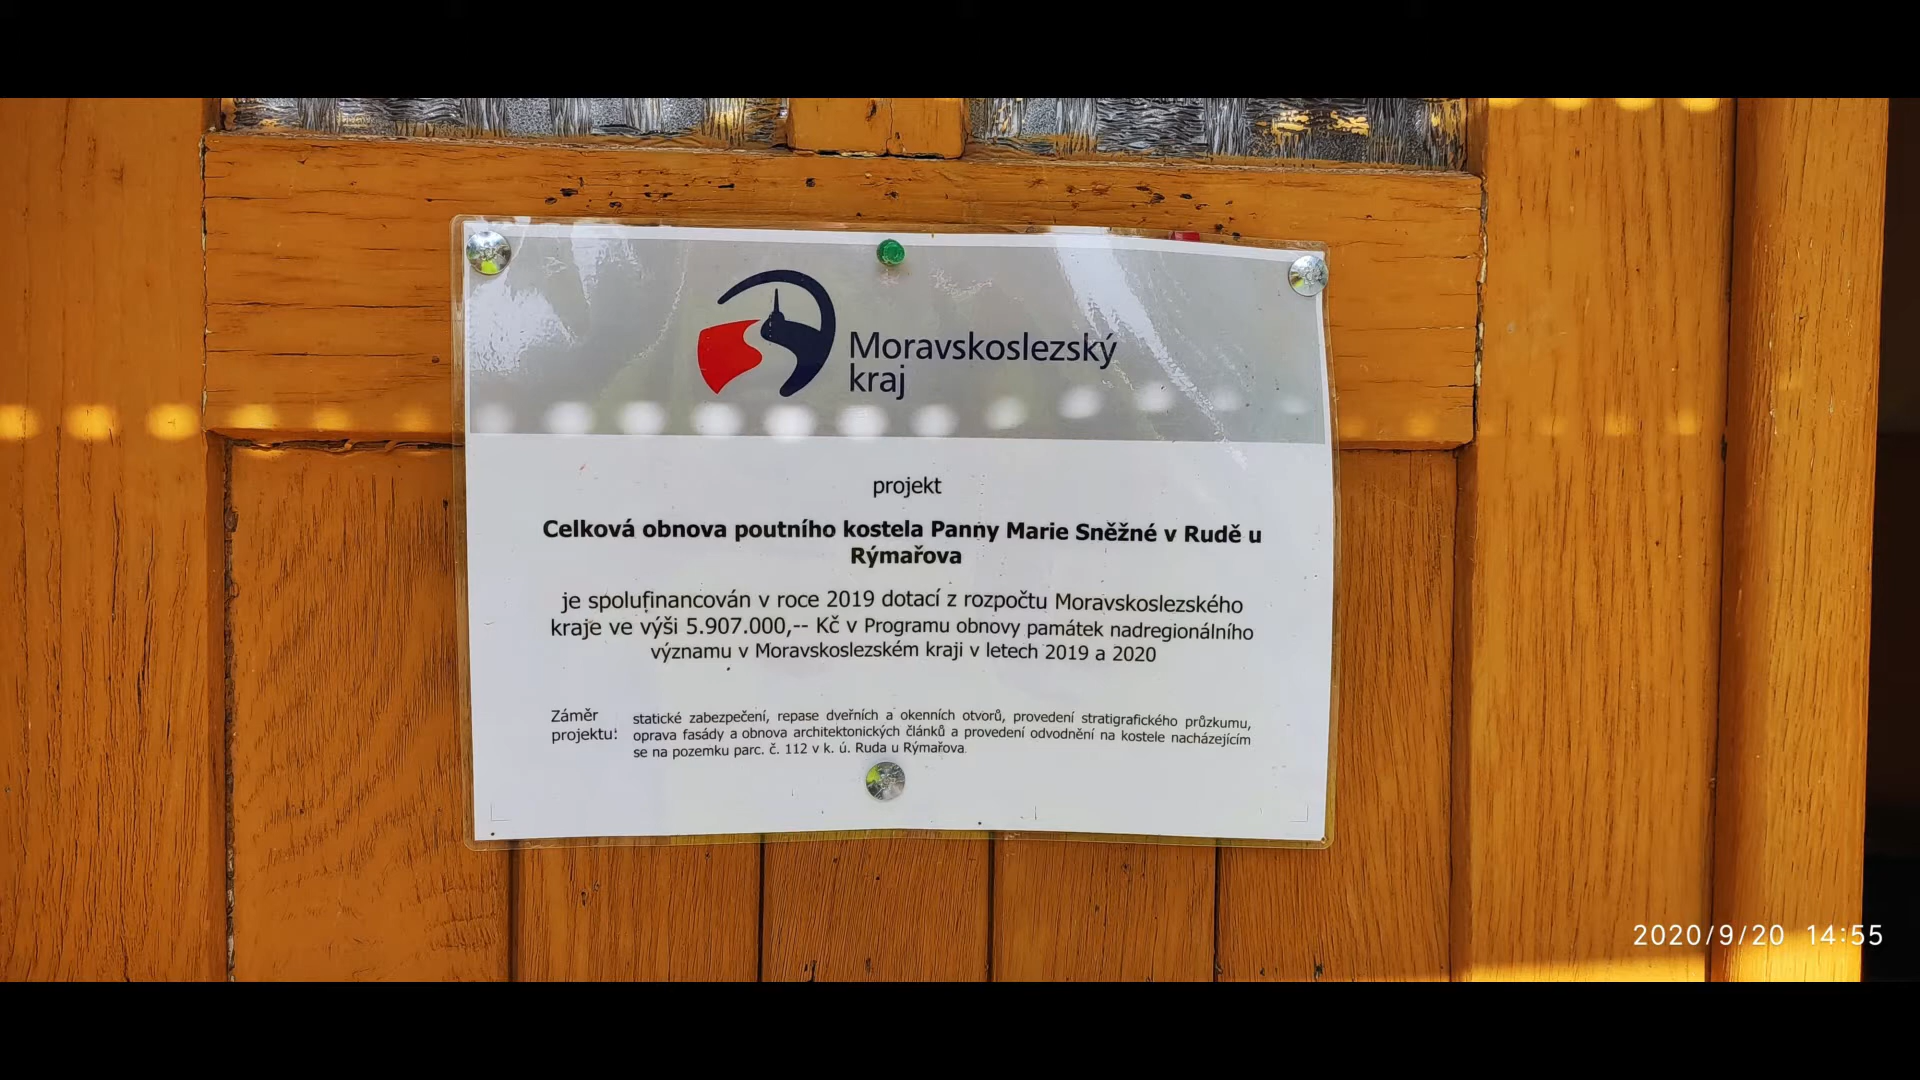 Moravskoslezský
kraj
projekt
Celková obnova poutního kostela Panny Marie Sněžné v Rudě u
Rýmařova
je spolufinancován v roce 2019 dotací z rozpočtu Moravskoslezského
kraje ve výši 5.907.000,-- Kč v Programu obnovy památek nadregionálního
významu v Moravskoslezském kraji v letech 2019 a 2020
Záměr
projektu:
statické zabezpečení, repase dveřních a okenních otvorů, provedení stratigrafického průzkumu,
oprava fasády a obnova architektonických článků a provedení odvodnění na kostele nacházejícím
se na pozemku parc. č. 112 v k. ú. Ruda u Rýmařova.
2020/9/20 14:55